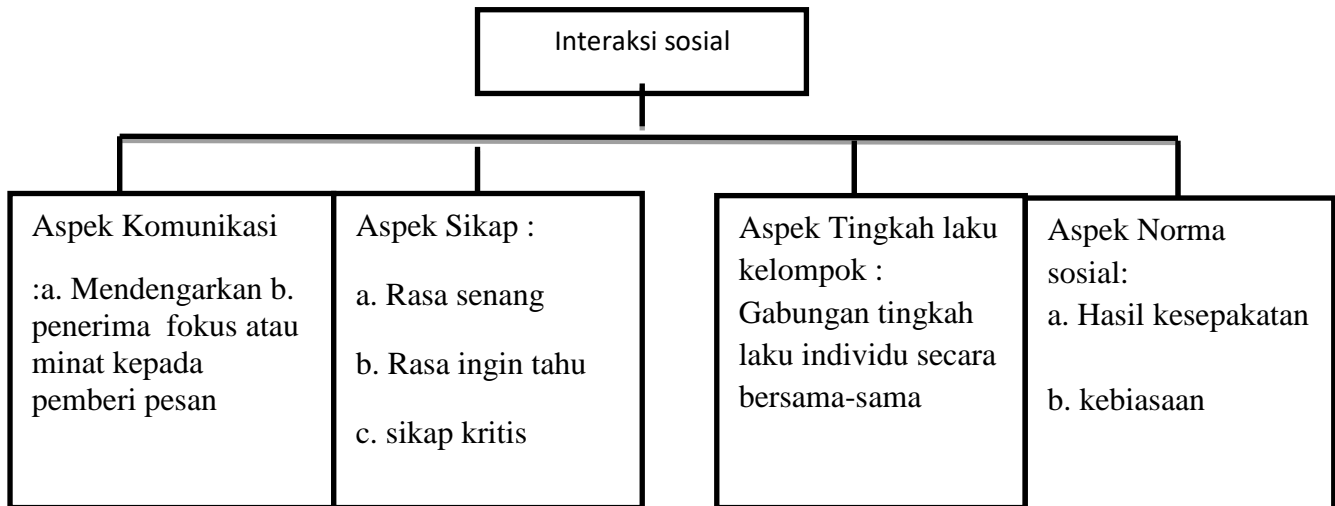 Interaksi sosial
Aspek Komunikasi
:a. Mendengarkan b.
penerima fokus atau
minat kepada
pemberi pesan
Aspek Sikap :
a. Rasa senang
b. Rasa ingin tahu
c. sikap kritis
Aspek Tingkah laku
kelompok :
Gabungan tingkah
laku individu secara
bersama-sama
Aspek Norma
sosial:
a. Hasil kesepakatan
b. kebiasaan